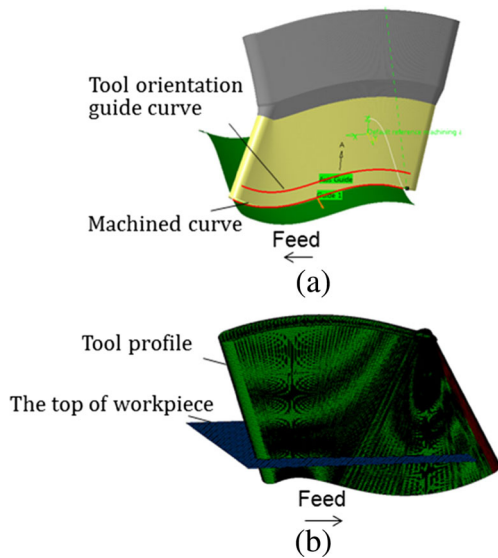 Tool orientation
guide curve
A
Machined curve
Feed
(a)
Tool profile
The top of workpiece
Feed
(b)